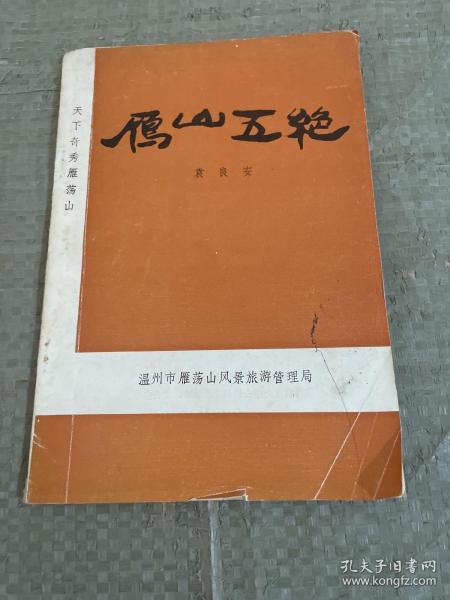 雁山五绝
袁良安
天下奇秀雁荡山
温州市雁荡山风景旅游管理局
孔夫子旧书网
www.kongfz.com